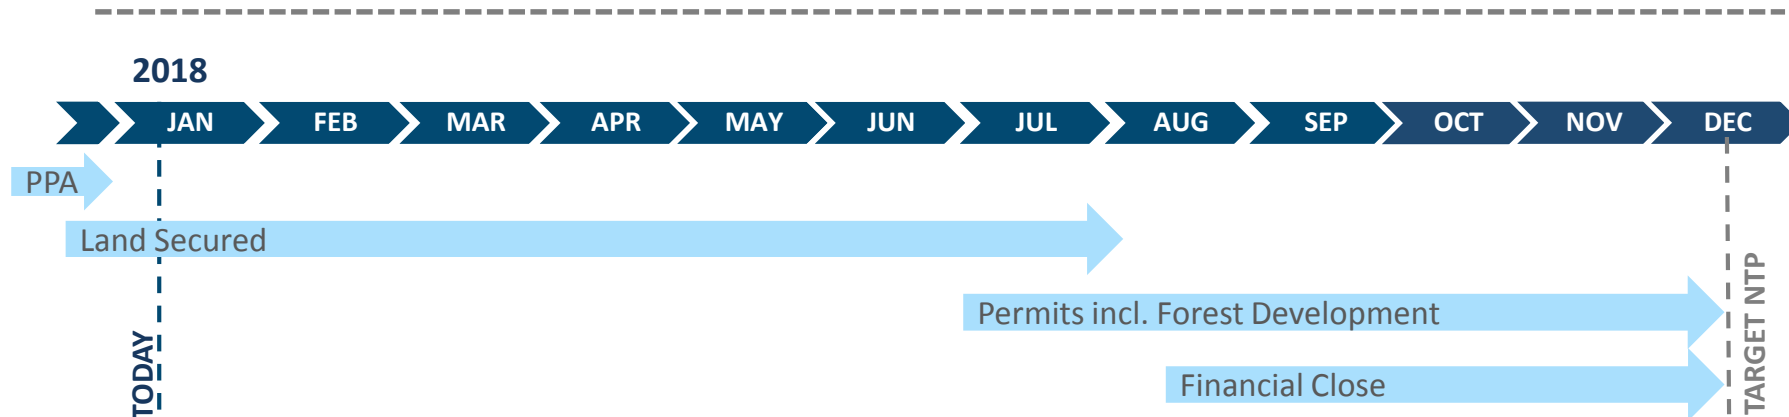 2018
JAN FEB MAR APR MAY JUN JUL AUG SEP OCT NOV DEC
PPA
Land Secured
Permits incl. Forest Development
Financial Close
TODAY
TARGET NTP